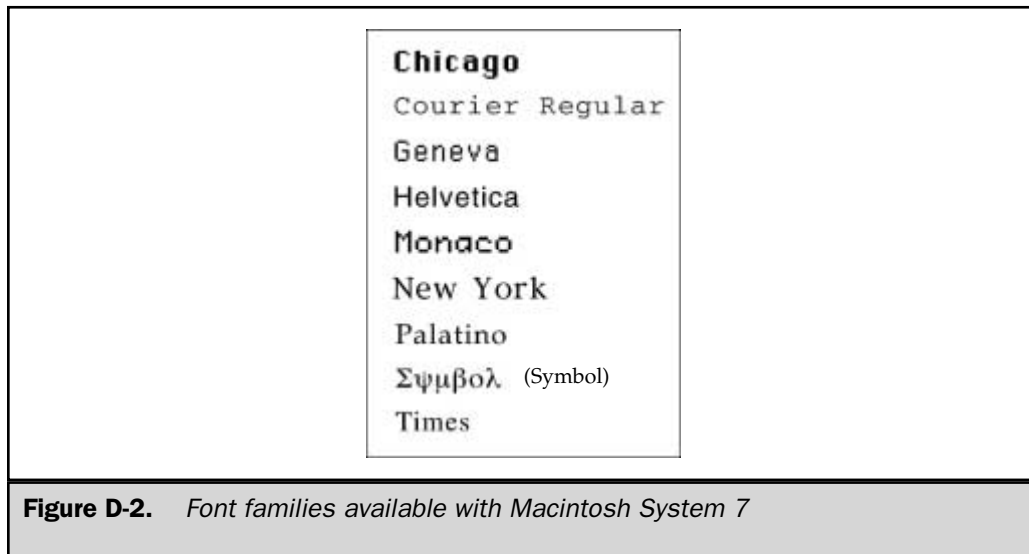 Chicago
Courier Regular
Geneva
Helvetica
Monaco
New York
Palatino
Σψμβολ (Symbol)
Times
Figure D-2. Font families available with Macintosh System 7